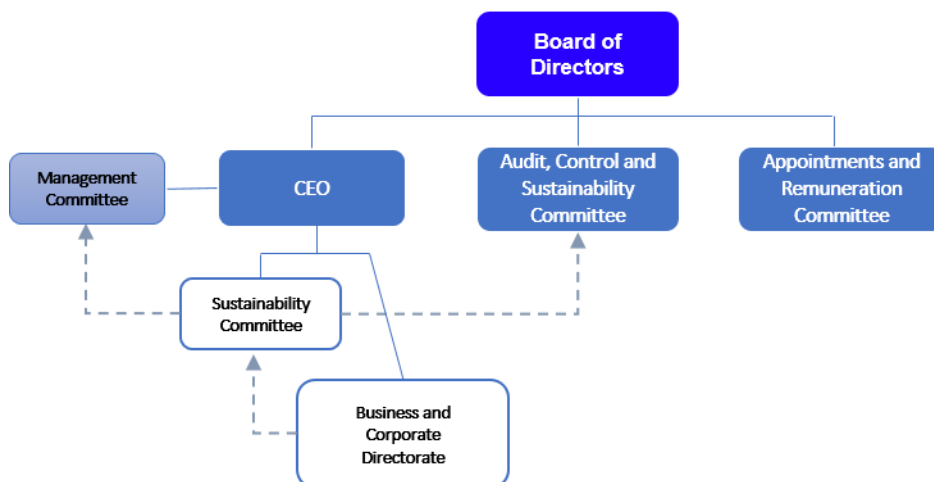 Board of
Directors
Management
Committee
CEO
Audit, Control and
Sustainability
Committee
Appointments and
Remuneration
Committee
Sustainability
Committee
Business and
Corporate
Directorate